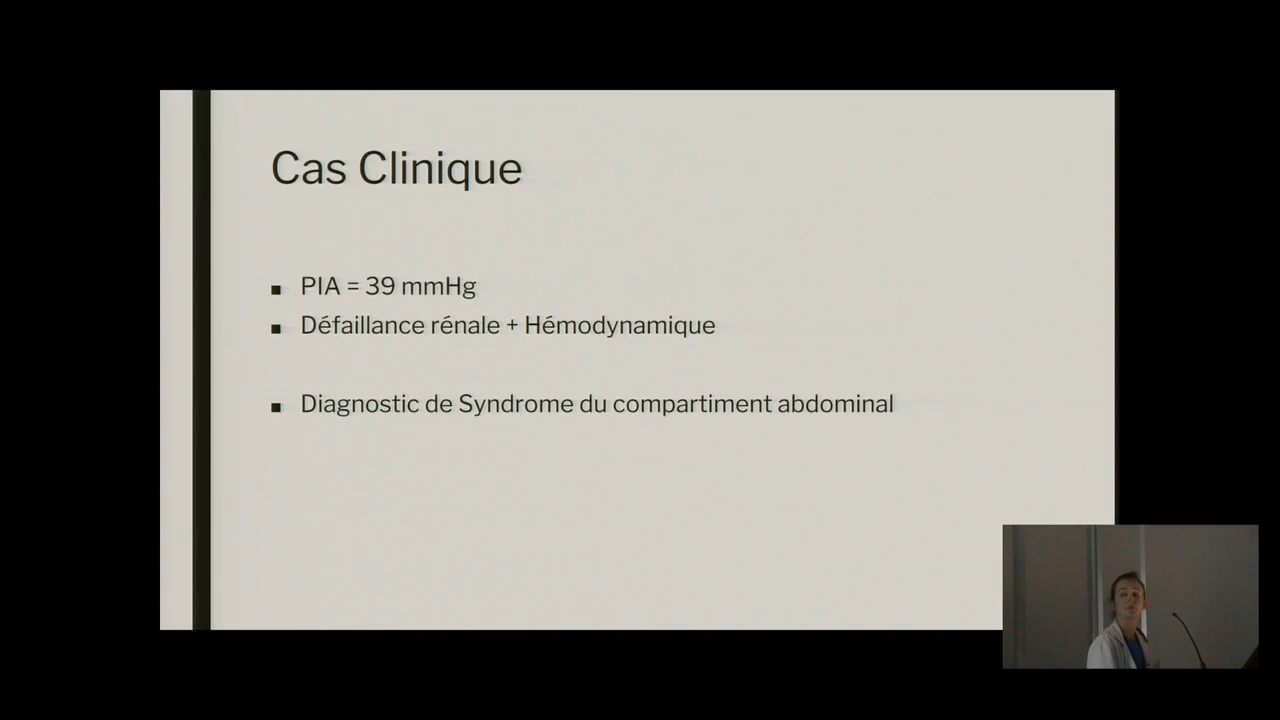 Cas Clinique
PIA = 39 mmHg
Défaillance rénale + Hémodynamique
Diagnostic de Syndrome du compartiment abdominal